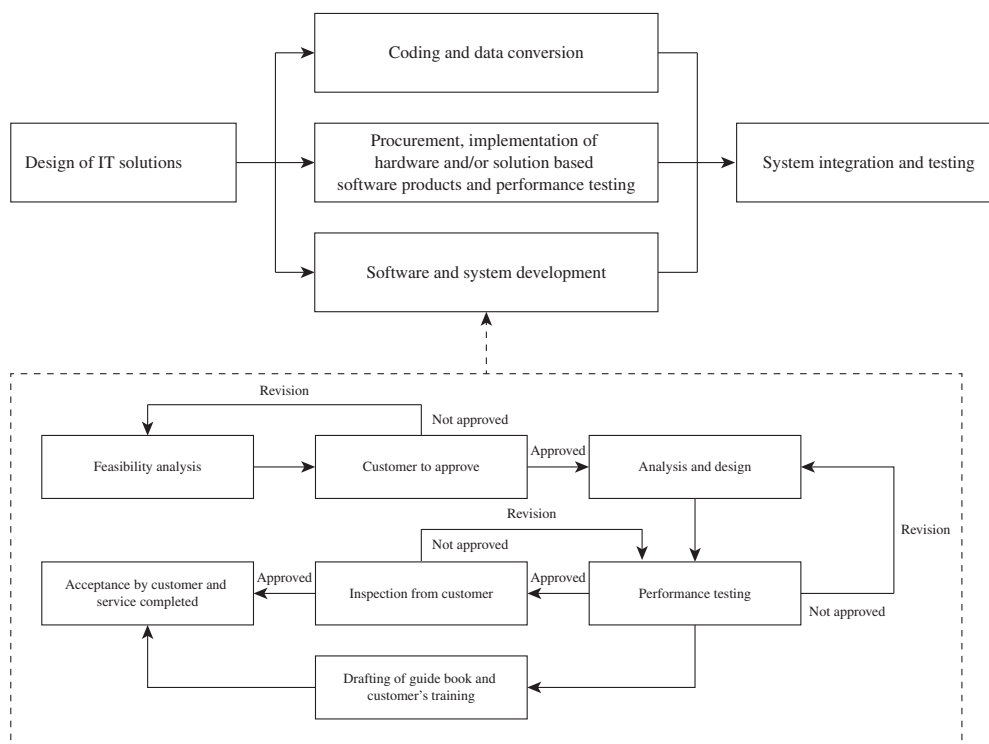 Coding and data conversion
Design of IT solutions
Procurement, implementation of
hardware and/or solution based
software products and performance testing
System integration and testing
Software and system development
Revision
Not approved
Feasibility analysis
Customer to approve
Approved
Analysis and design
Revision
Not approved
Revision
Acceptance by customer and
service completed
Approved
Inspection from customer
Approved
Performance testing
Not approved
Drafting of guide book and
customer's training